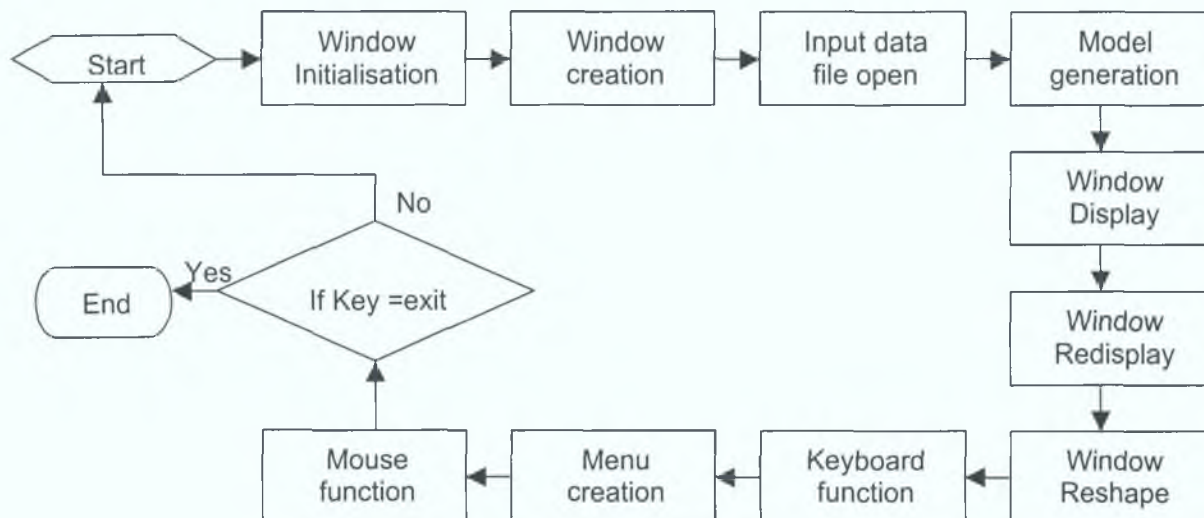 Start
Window
Initialisation
Window
creation
Input data
file open
Model
generation
Window
Display
Window
Redisplay
Window
Reshape
Keyboard
function
Menu
creation
Mouse
function
If Key =exit
No
Yes
End